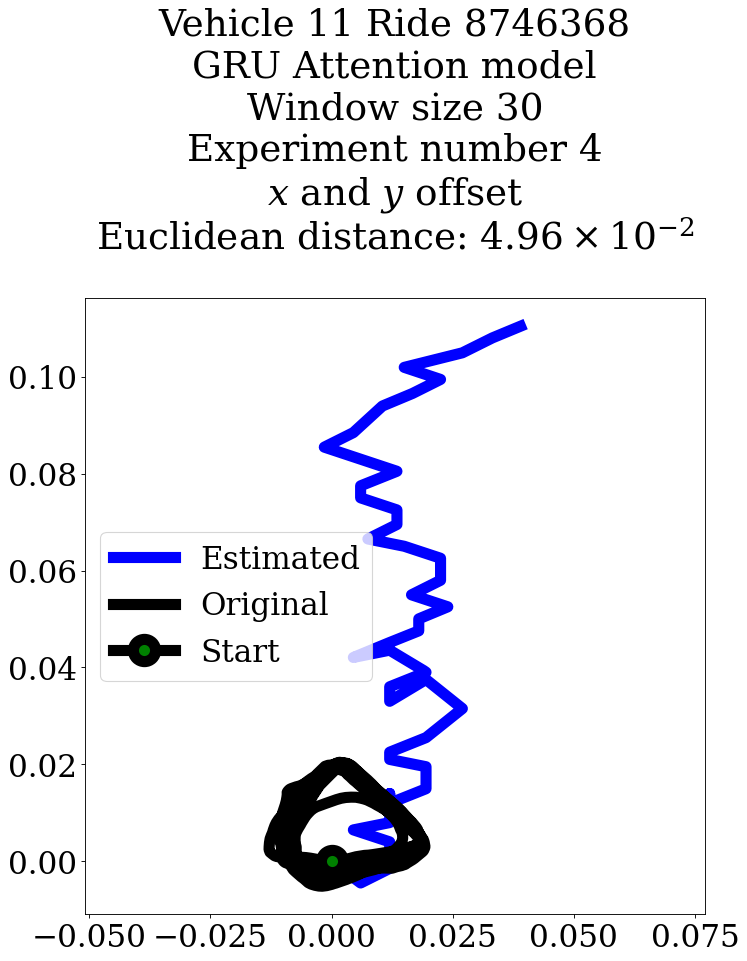 Vehicle 11 Ride 8746368
GRU Attention model
Window size 30
Experiment number 4
x and y offset
Euclidean distance: 4.96 × 10⁻²
0.10
0.08
0.06
0.04
0.02
0.00
Estimated
Original
Start
−0.050 −0.025 0.000 0.025 0.050 0.075